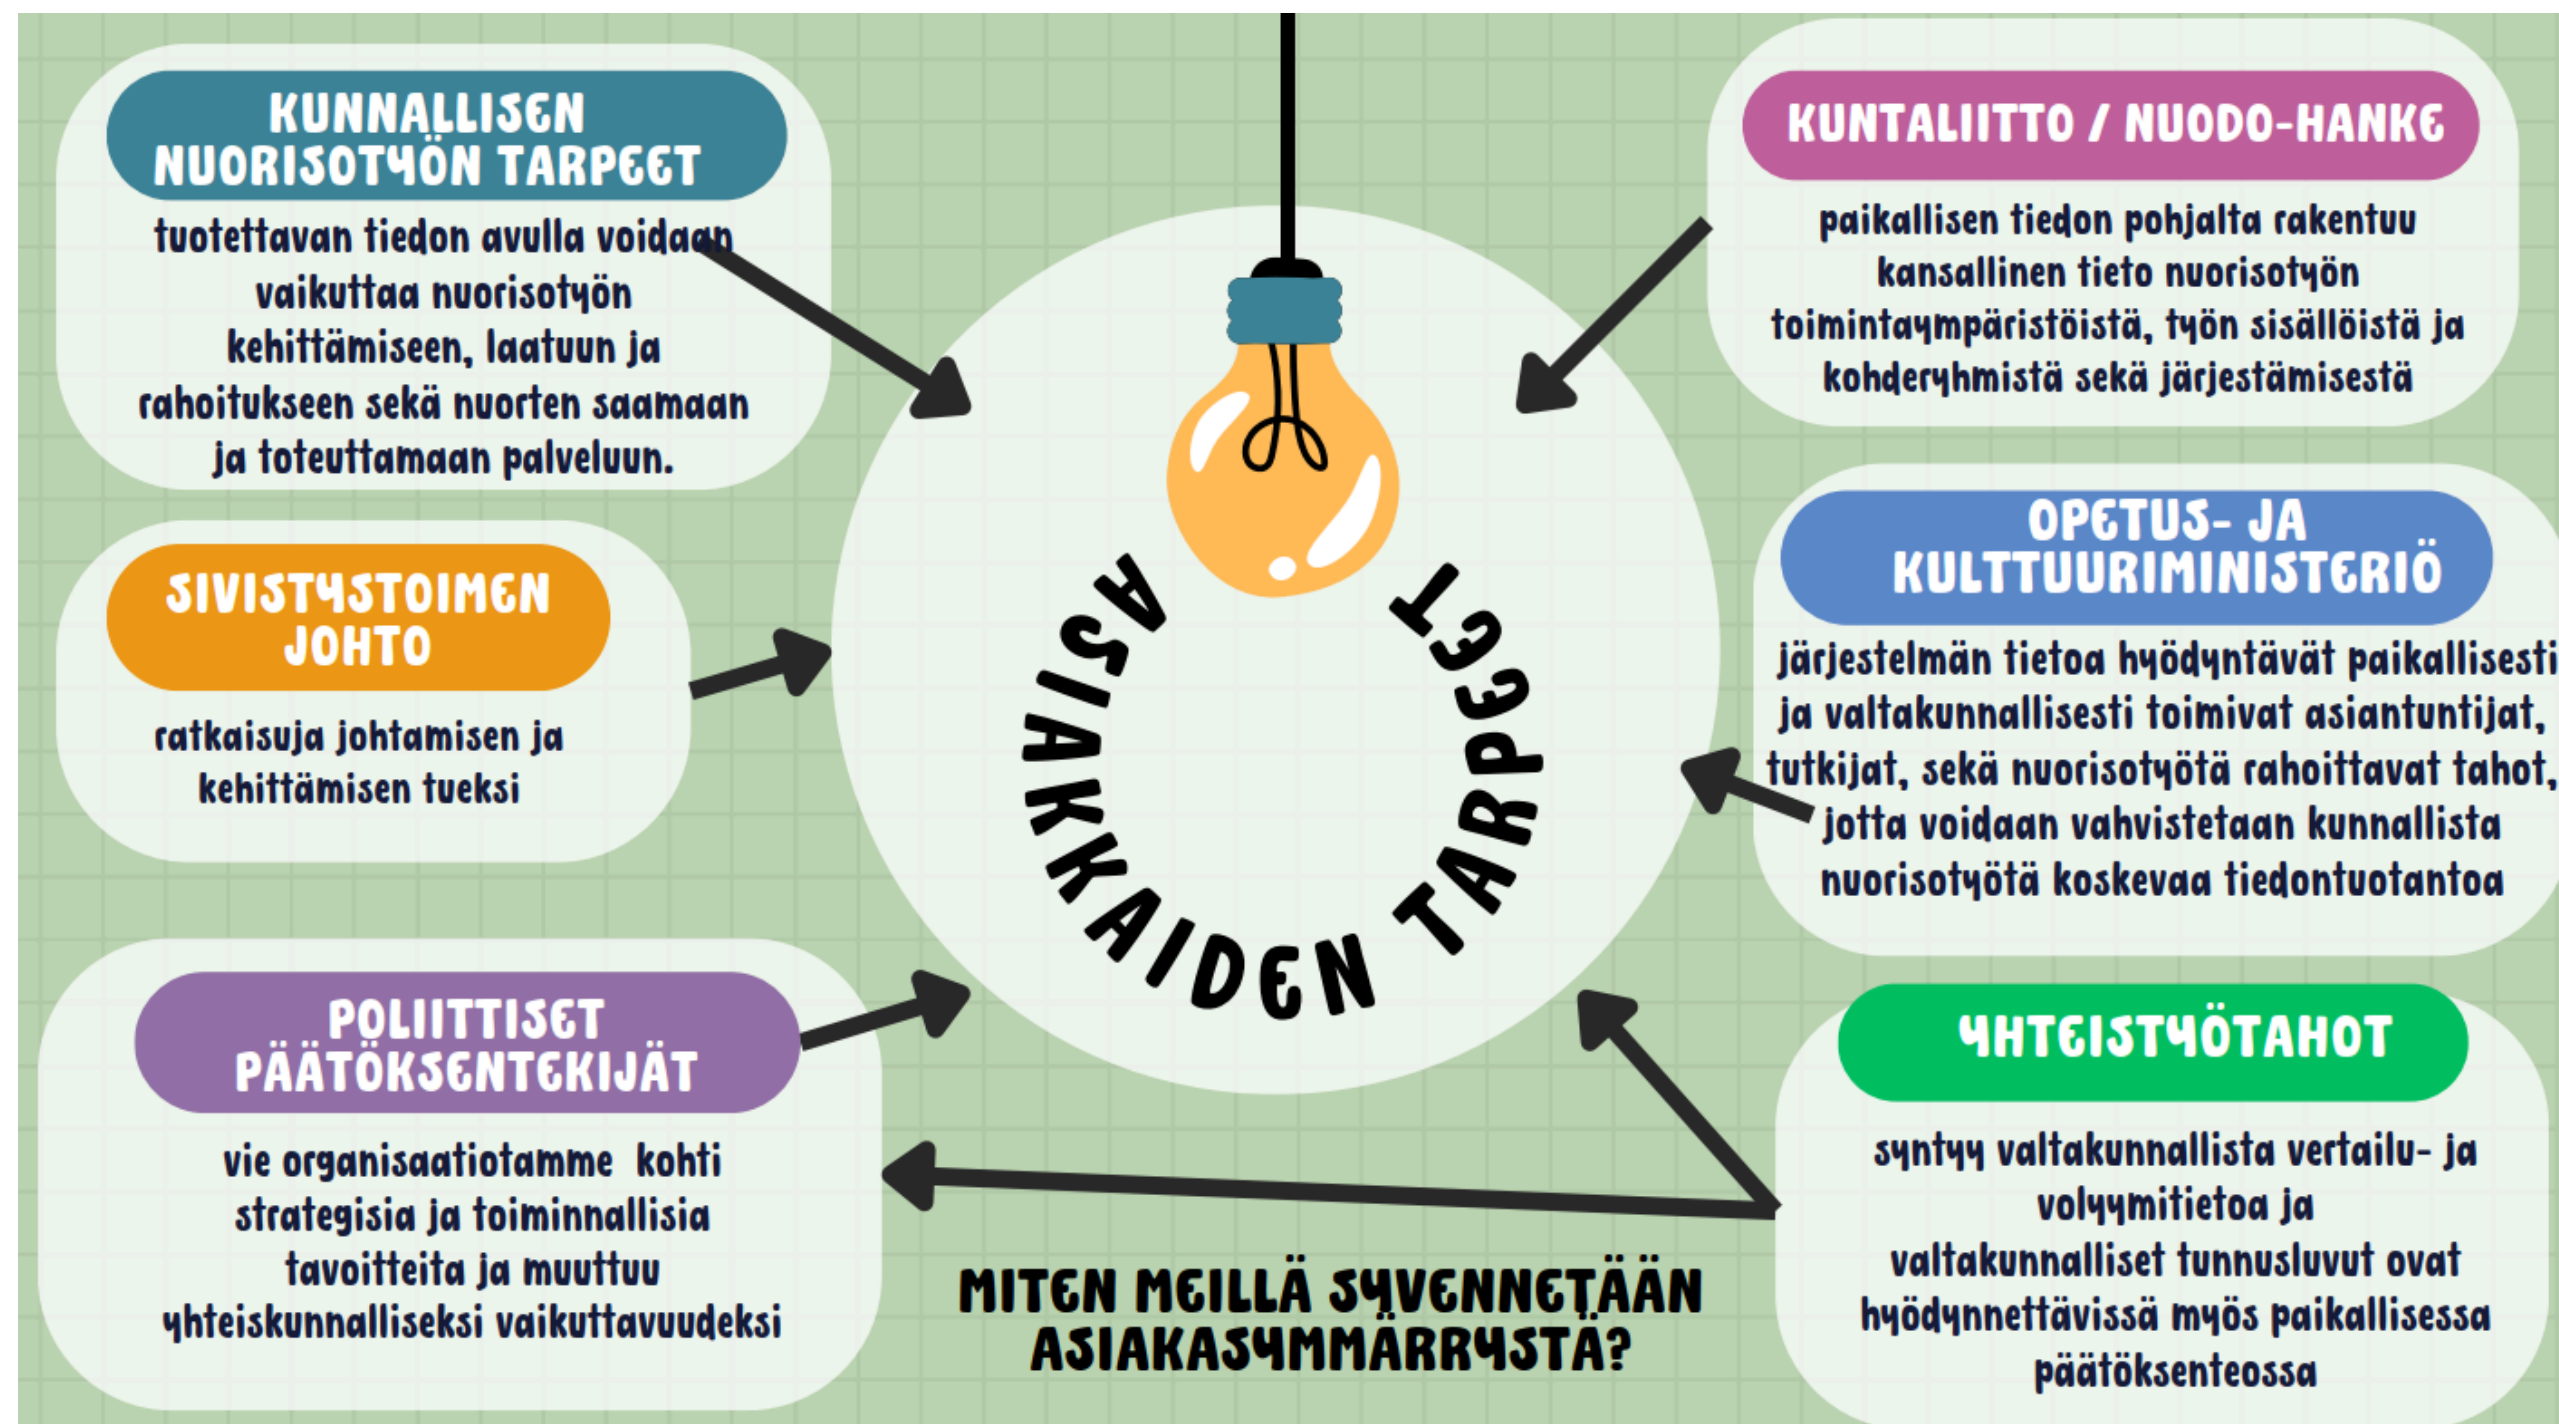 KUNNALLISEN
NUORISOTYÖN TARPEET
tuotettavan tiedon avulla voidaan
vaikuttaa nuorisotyön
kehittämiseen, laatuun ja
rahoitukseen sekä nuorten saamaan
ja toteuttamaan palveluun.
SIVISTYSTOIMEN
JOHTO
ratkaisuja johtamisen ja
kehittämisen tueksi
POLIITTISET
PÄÄTÖKSENTEKIJÄT
vie organisaatiotamme kohti
strategisia ja toiminnallisia
tavoitteita ja muuttuu
yhteiskunnalliseksi vaikuttavuudeksi
ASIAKKAIDEN TARPEET
MITEN MEILLÄ SYVENNETÄÄN
ASIAKASYMMÄRRYSTÄ?
KUNTALIITTO / NUODO-HANKE
paikallisen tiedon pohjalta rakentuu
kansallinen tieto nuorisotyön
toimintaympäristöistä, työn sisällöistä ja
kohderyhmistä sekä järjestämisestä
OPETUS- JA
KULTTUURIMINISTERIÖ
järjestelmän tietoa hyödyntävät paikallisesti
ja valtakunnallisesti toimivat asiantuntijat,
tutkijat, sekä nuorisotyötä rahoittavat tahot,
jotta voidaan vahvistetaan kunnallista
nuorisotyötä koskevaa tiedontuotantoa
YHTEISTYÖTAHOT
syntyy valtakunnallista vertailu- ja
volyymitietoa ja
valtakunnalliset tunnusluvut ovat
hyödynnettävissä myös paikallisessa
päätöksenteossa